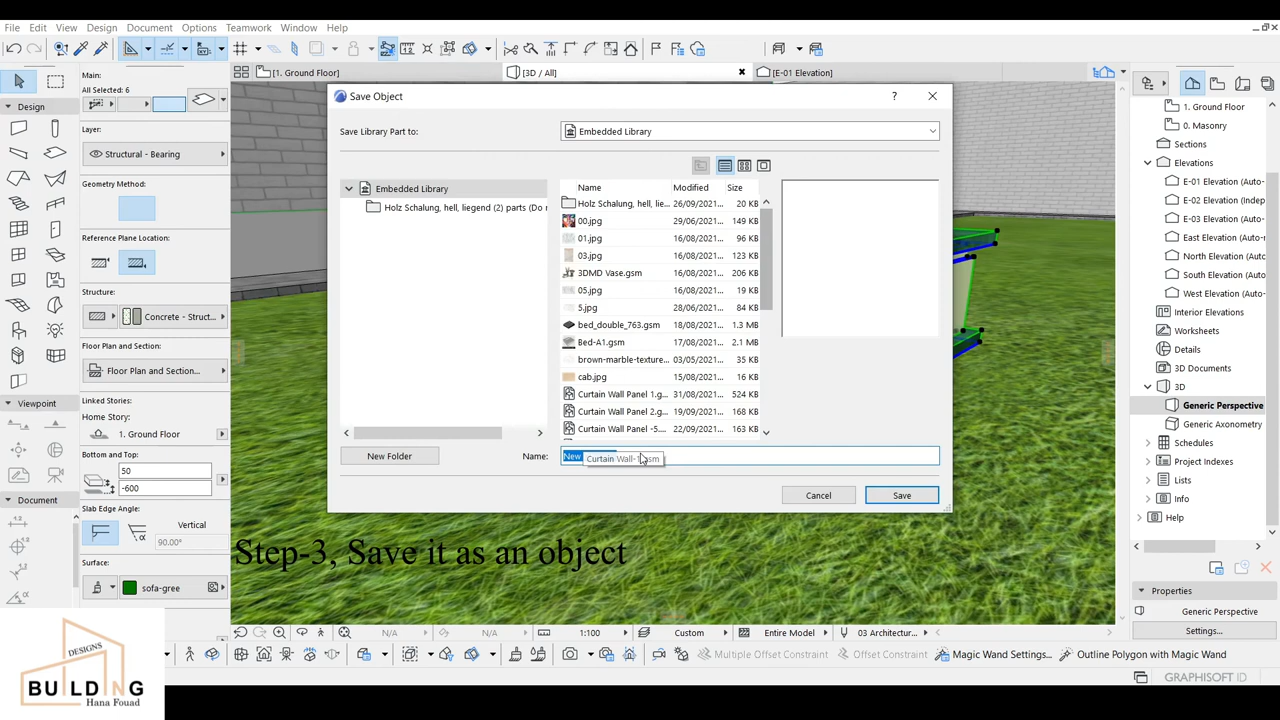 File Edit View Design Document Options Teamwork Window Help
[1. Ground Floor]
[3D / All]
[E-01 Elevation]
Main:
All Selected: 6
Design
Layer:
Structural - Bearing
Geometry Method:
Reference Plane Location:
Structure:
Concrete - Struct...
Floor Plan and Section:
Floor Plan and Section...
Viewpoint
Linked Stories:
Home Story:
1. Ground Floor
Bottom and Top:
50
-600
Document
Slab Edge Angle:
Vertical
90.00°
Surface:
sofa-gree
Save Object
?
Save Library Part to:
Embedded Library
Embedded Library
Holz Schalung, hell, liegend (2) parts (Do
Name Modified Size
Holz Schalung, hell, lie... 26/09/2021... 20 KB
00.jpg 29/06/2021... 149 KB
01.jpg 16/08/2021... 96 KB
03.jpg 16/08/2021... 123 KB
3DMD Vase.gsm 16/08/2021... 206 KB
05.jpg 16/08/2021... 19 KB
5.jpg 28/06/2021... 84 KB
bed_double_763.gsm 18/08/2021... 1.3 MB
Bed-A1.gsm 17/08/2021... 2.1 MB
brown-marble-texture... 03/05/2021... 35 KB
cab.jpg 15/08/2021... 16 KB
Curtain Wall Panel 1.g... 31/08/2021... 524 KB
Curtain Wall Panel 2.g... 19/09/2021... 168 KB
Curtain Wall Panel -5.... 22/09/2021... 163 KB
New Folder
Name:
New
Cancel
Save
Step-3, Save it as an object
1. Ground Floor
0. Masonry
Sections
Elevations
E-01 Elevation (Auto-
E-02 Elevation (Indep
E-03 Elevation (Auto-
East Elevation (Auto-r
North Elevation (Auto
South Elevation (Auto
West Elevation (Auto-
Interior Elevations
Worksheets
Details
3D Documents
3D
Generic Perspective
Generic Axonometry
Schedules
Project Indexes
Lists
Info
Help
Properties
Generic Perspective
Settings...
N/A
N/A
1:100
Custom
Entire Model
03 Architectur...
Multiple Offset Constraint
Offset Constraint
Magic Wand Settings...
Outline Polygon with Magic Wand
GRAPHISOFT ID
DESIGNS
BUILDING
Hana Fouad